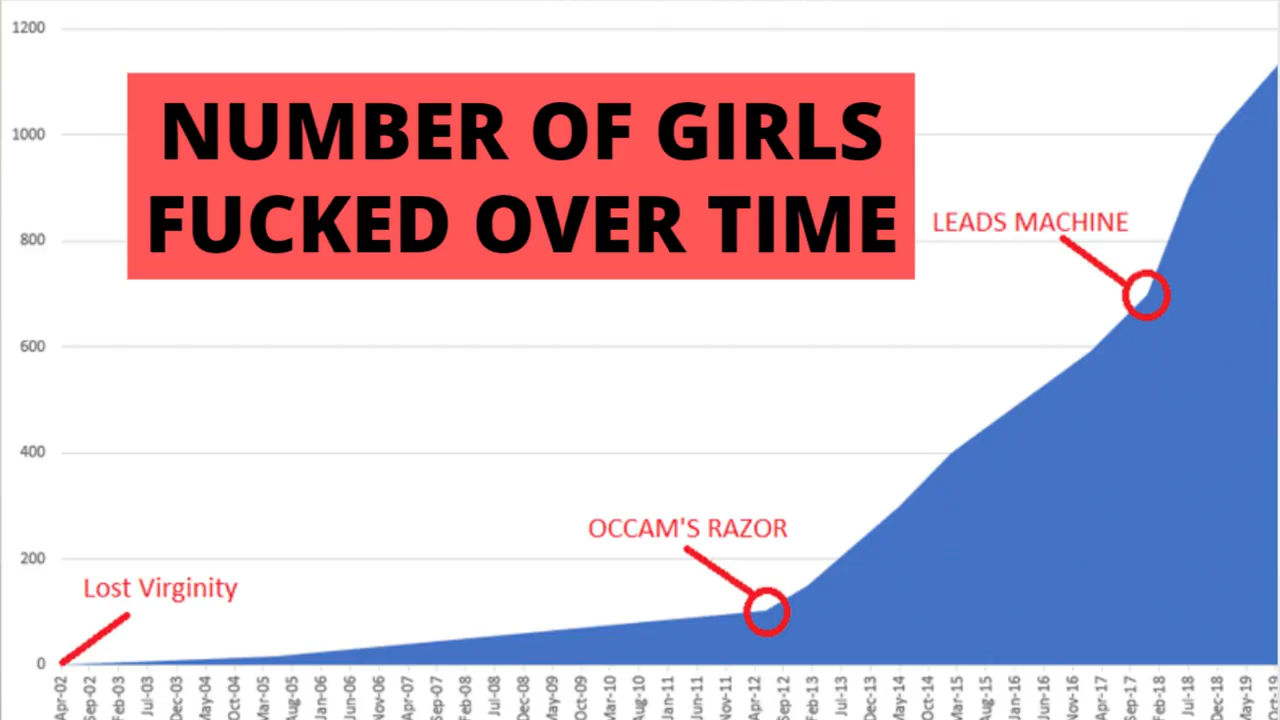 1200
NUMBER OF GIRLS
1000
FUCKED OVER TIME
LEADS MACHINE
800
600
400
OCCAM'S RAZOR
200
Lost Virginity
0
Apr-02
Sep-02
Feb-03
Jul-03
Dec-03
May-04
Oct-04
Mar-05
Aug-05
Jan-06
Jun-06
Nov-06
Apr-07
Sep-07
Feb-08
Jul-08
Dec-08
May-09
Oct-09
Mar-10
Aug-10
Jan-11
Jun-11
Nov-11
Apr-12
Sep-12
Feb-13
Jul-13
Dec-13
May-14
Oct-14
Mar-15
Aug-15
Jan-16
Jun-16
Nov-16
Apr-17
Sep-17
Feb-18
Jul-18
Dec-18
May-19
Oct-19